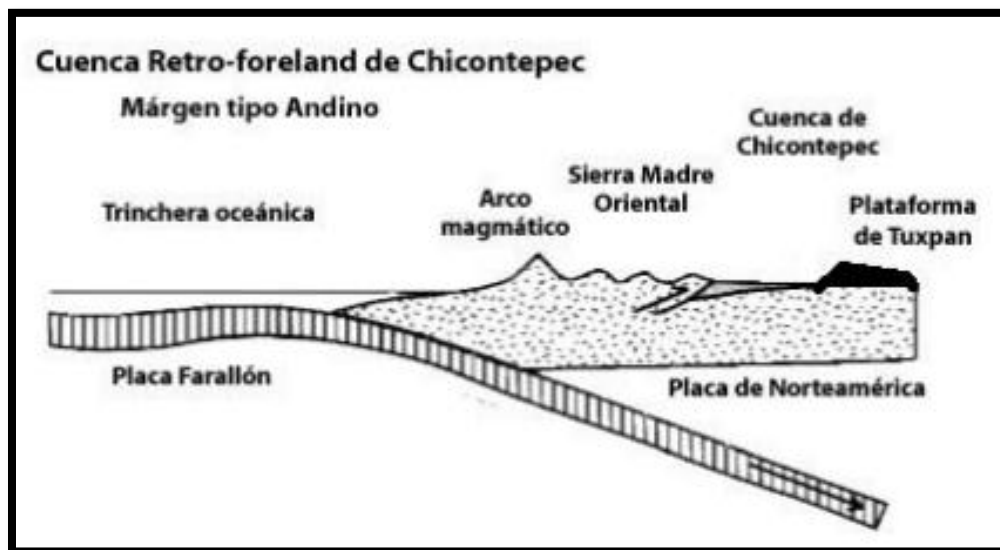 Cuenca Retro-foreland de Chicontepec
Márgen tipo Andino
Cuenca de
Chicontepec
Sierra Madre
Oriental
Arco
magmático
Trinchera oceánica
Plataforma
de Tuxpan
Placa Farallón
Placa de Norteamérica